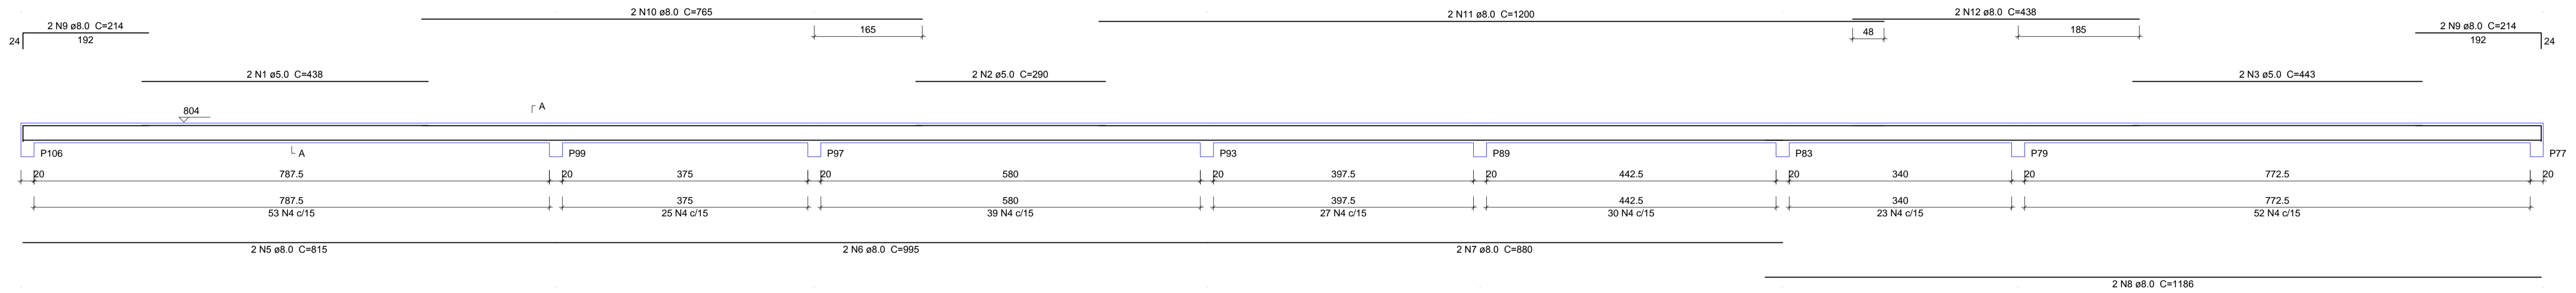 2 N10 ø8.0  C=765
2 N11 ø8.0  C=1200
2 N12 ø8.0  C=438
2 N9 ø8.0  C=214
24
192
165
48
185
2 N9 ø8.0  C=214
192
24
2 N1 ø5.0  C=438
2 N2 ø5.0  C=290
2 N3 ø5.0  C=443
804
A
A
P106
P99
P97
P93
P89
P83
P79
P77
20 787.5 20 375 20 580 20 397.5 20 442.5 20 340 20 772.5 20
787.5 375 580 397.5 442.5 340 772.5
53 N4 c/15 25 N4 c/15 39 N4 c/15 27 N4 c/15 30 N4 c/15 23 N4 c/15 52 N4 c/15
2 N5 ø8.0  C=815
2 N6 ø8.0  C=995
2 N7 ø8.0  C=880
2 N8 ø8.0  C=1186